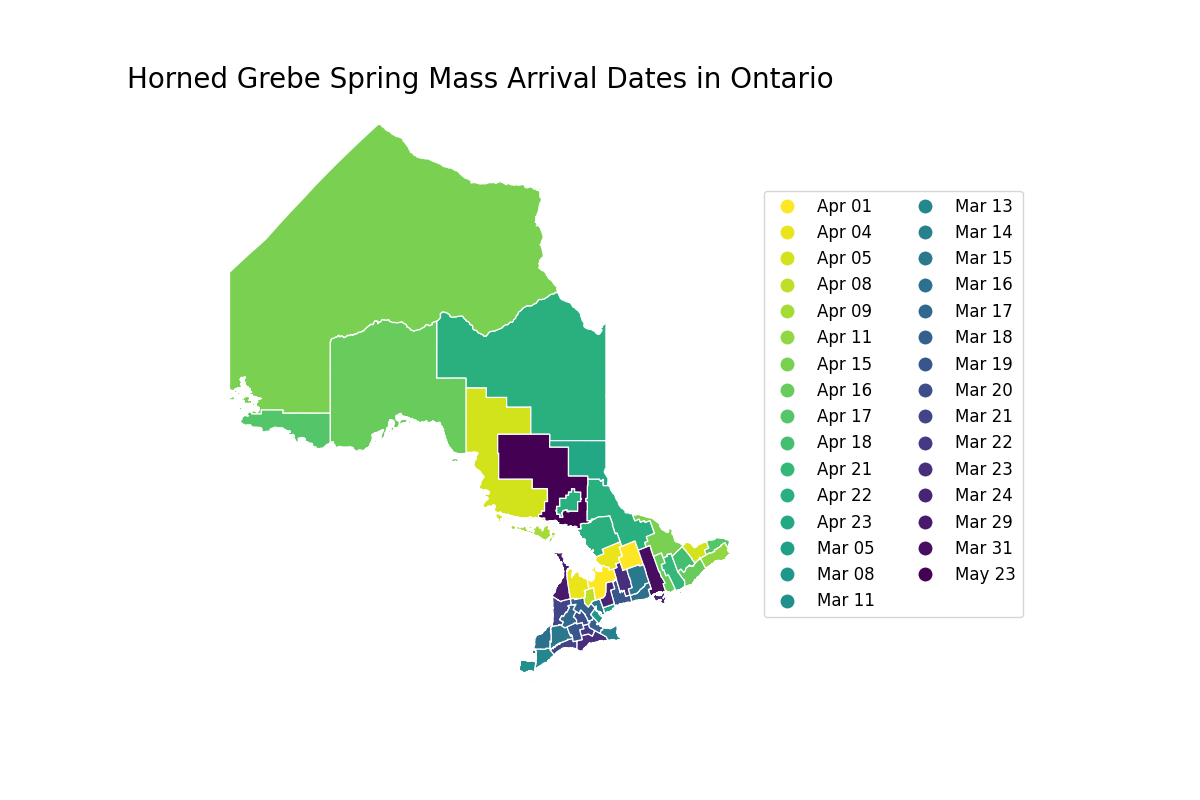 Horned Grebe Spring Mass Arrival Dates in Ontario
Apr 01
Apr 04
Apr 05
Apr 08
Apr 09
Apr 11
Apr 15
Apr 16
Apr 17
Apr 18
Apr 21
Apr 22
Apr 23
Mar 05
Mar 08
Mar 11
Mar 13
Mar 14
Mar 15
Mar 16
Mar 17
Mar 18
Mar 19
Mar 20
Mar 21
Mar 22
Mar 23
Mar 24
Mar 29
Mar 31
May 23